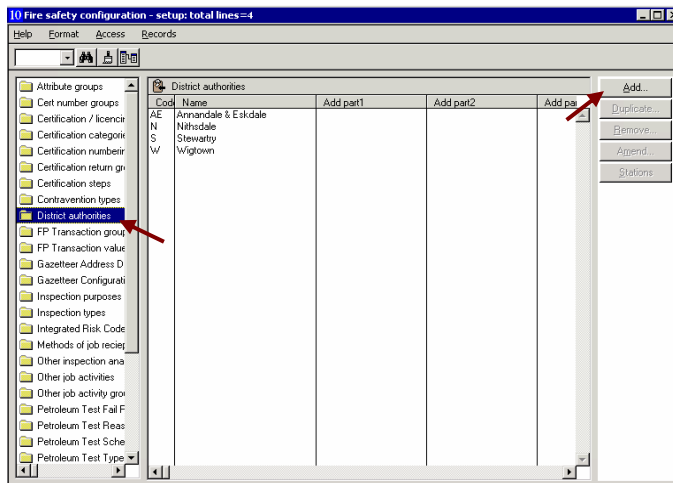 10 Fire safety configuration - setup: total lines=4
Help Format Access Records
Attribute groups
Cert number groups
Certification / licencin
Certification categorie
Certification numberin
Certification return gr
Certification steps
Contravention types
District authorities
FP Transaction group
FP Transaction value
Gazetteer Address D
Gazetteer Configurati
Inspection purposes
Inspection types
Integrated Risk Code
Methods of job reciep
Other inspection ana
Other job activities
Other job activity grou
Petroleum Test Fail F
Petroleum Test Reas
Petroleum Test Sche
Petroleum Test Type
District authorities
Code Name Add part1 Add part2 Add pa
AE Annandale & Eskdale
N Nithsdale
S Stewartry
W Wigtown
Add...
Duplicate...
Remove...
Amend...
Stations